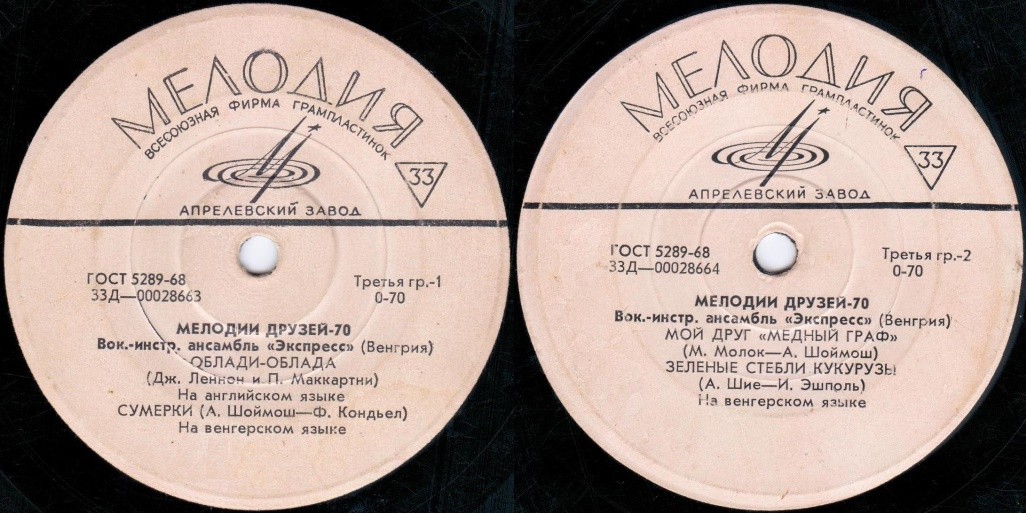 МЕЛОДИЯ
ВСЕСОЮЗНАЯ ФИРМА ГРАМПЛАСТИНОК
33
АПРЕЛЕВСКИЙ ЗАВОД
ГОСТ 5289-68
33Д—00028663
Третья гр.-1
0-70
МЕЛОДИИ ДРУЗЕЙ-70
Вок.-инстр. ансамбль «Экспресс» (Венгрия)
ОБЛАДИ-ОБЛАДА
(Дж. Леннон и П. Маккартни)
На английском языке
СУМЕРКИ (А. Шоймош—Ф. Кондьел)
На венгерском языке
МЕЛОДИЯ
ВСЕСОЮЗНАЯ ФИРМА ГРАМПЛАСТИНОК
33
АПРЕЛЕВСКИЙ ЗАВОД
ГОСТ 5289-68
33Д—00028664
Третья гр.-2
0-70
МЕЛОДИИ ДРУЗЕЙ-70
Вок.-инстр. ансамбль «Экспресс» (Венгрия)
МОЙ ДРУГ «МЕДНЫЙ ГРАФ»
(М. Молок—А. Шоймош)
ЗЕЛЕНЫЕ СТЕБЛИ КУКУРУЗЫ
(А. Шие—И. Эшполь)
На венгерском языке